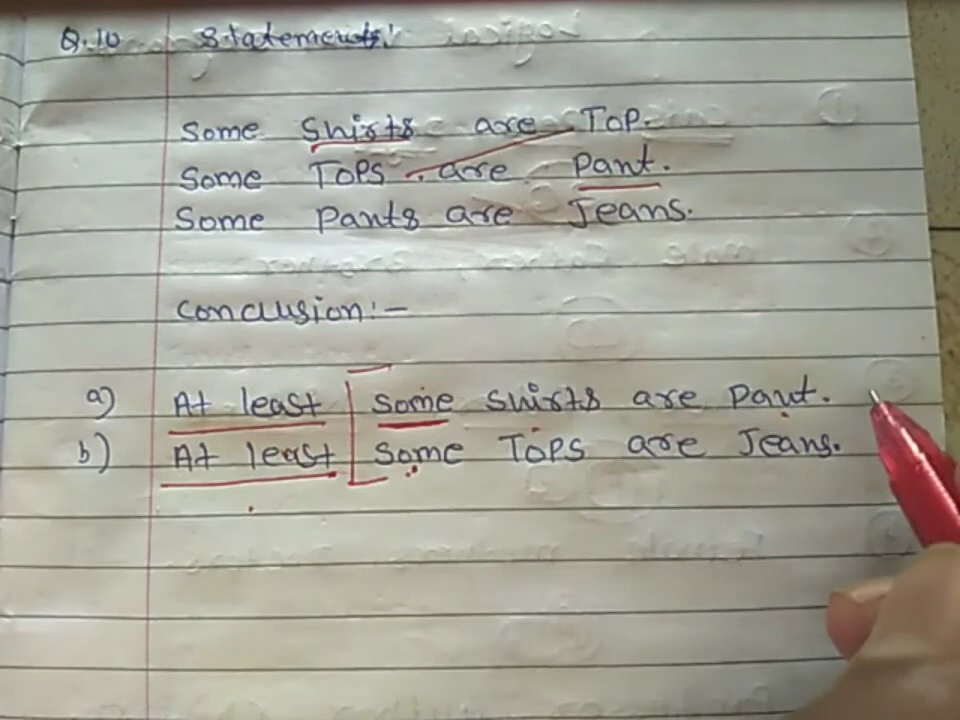 Q.10 Statements:
Some Shirts are Top.
Some Tops are Pant.
Some Pants are Jeans.
Conclusion:-
a) At least Some Shirts are Pant.
b) At least Some Tops are Jeans.